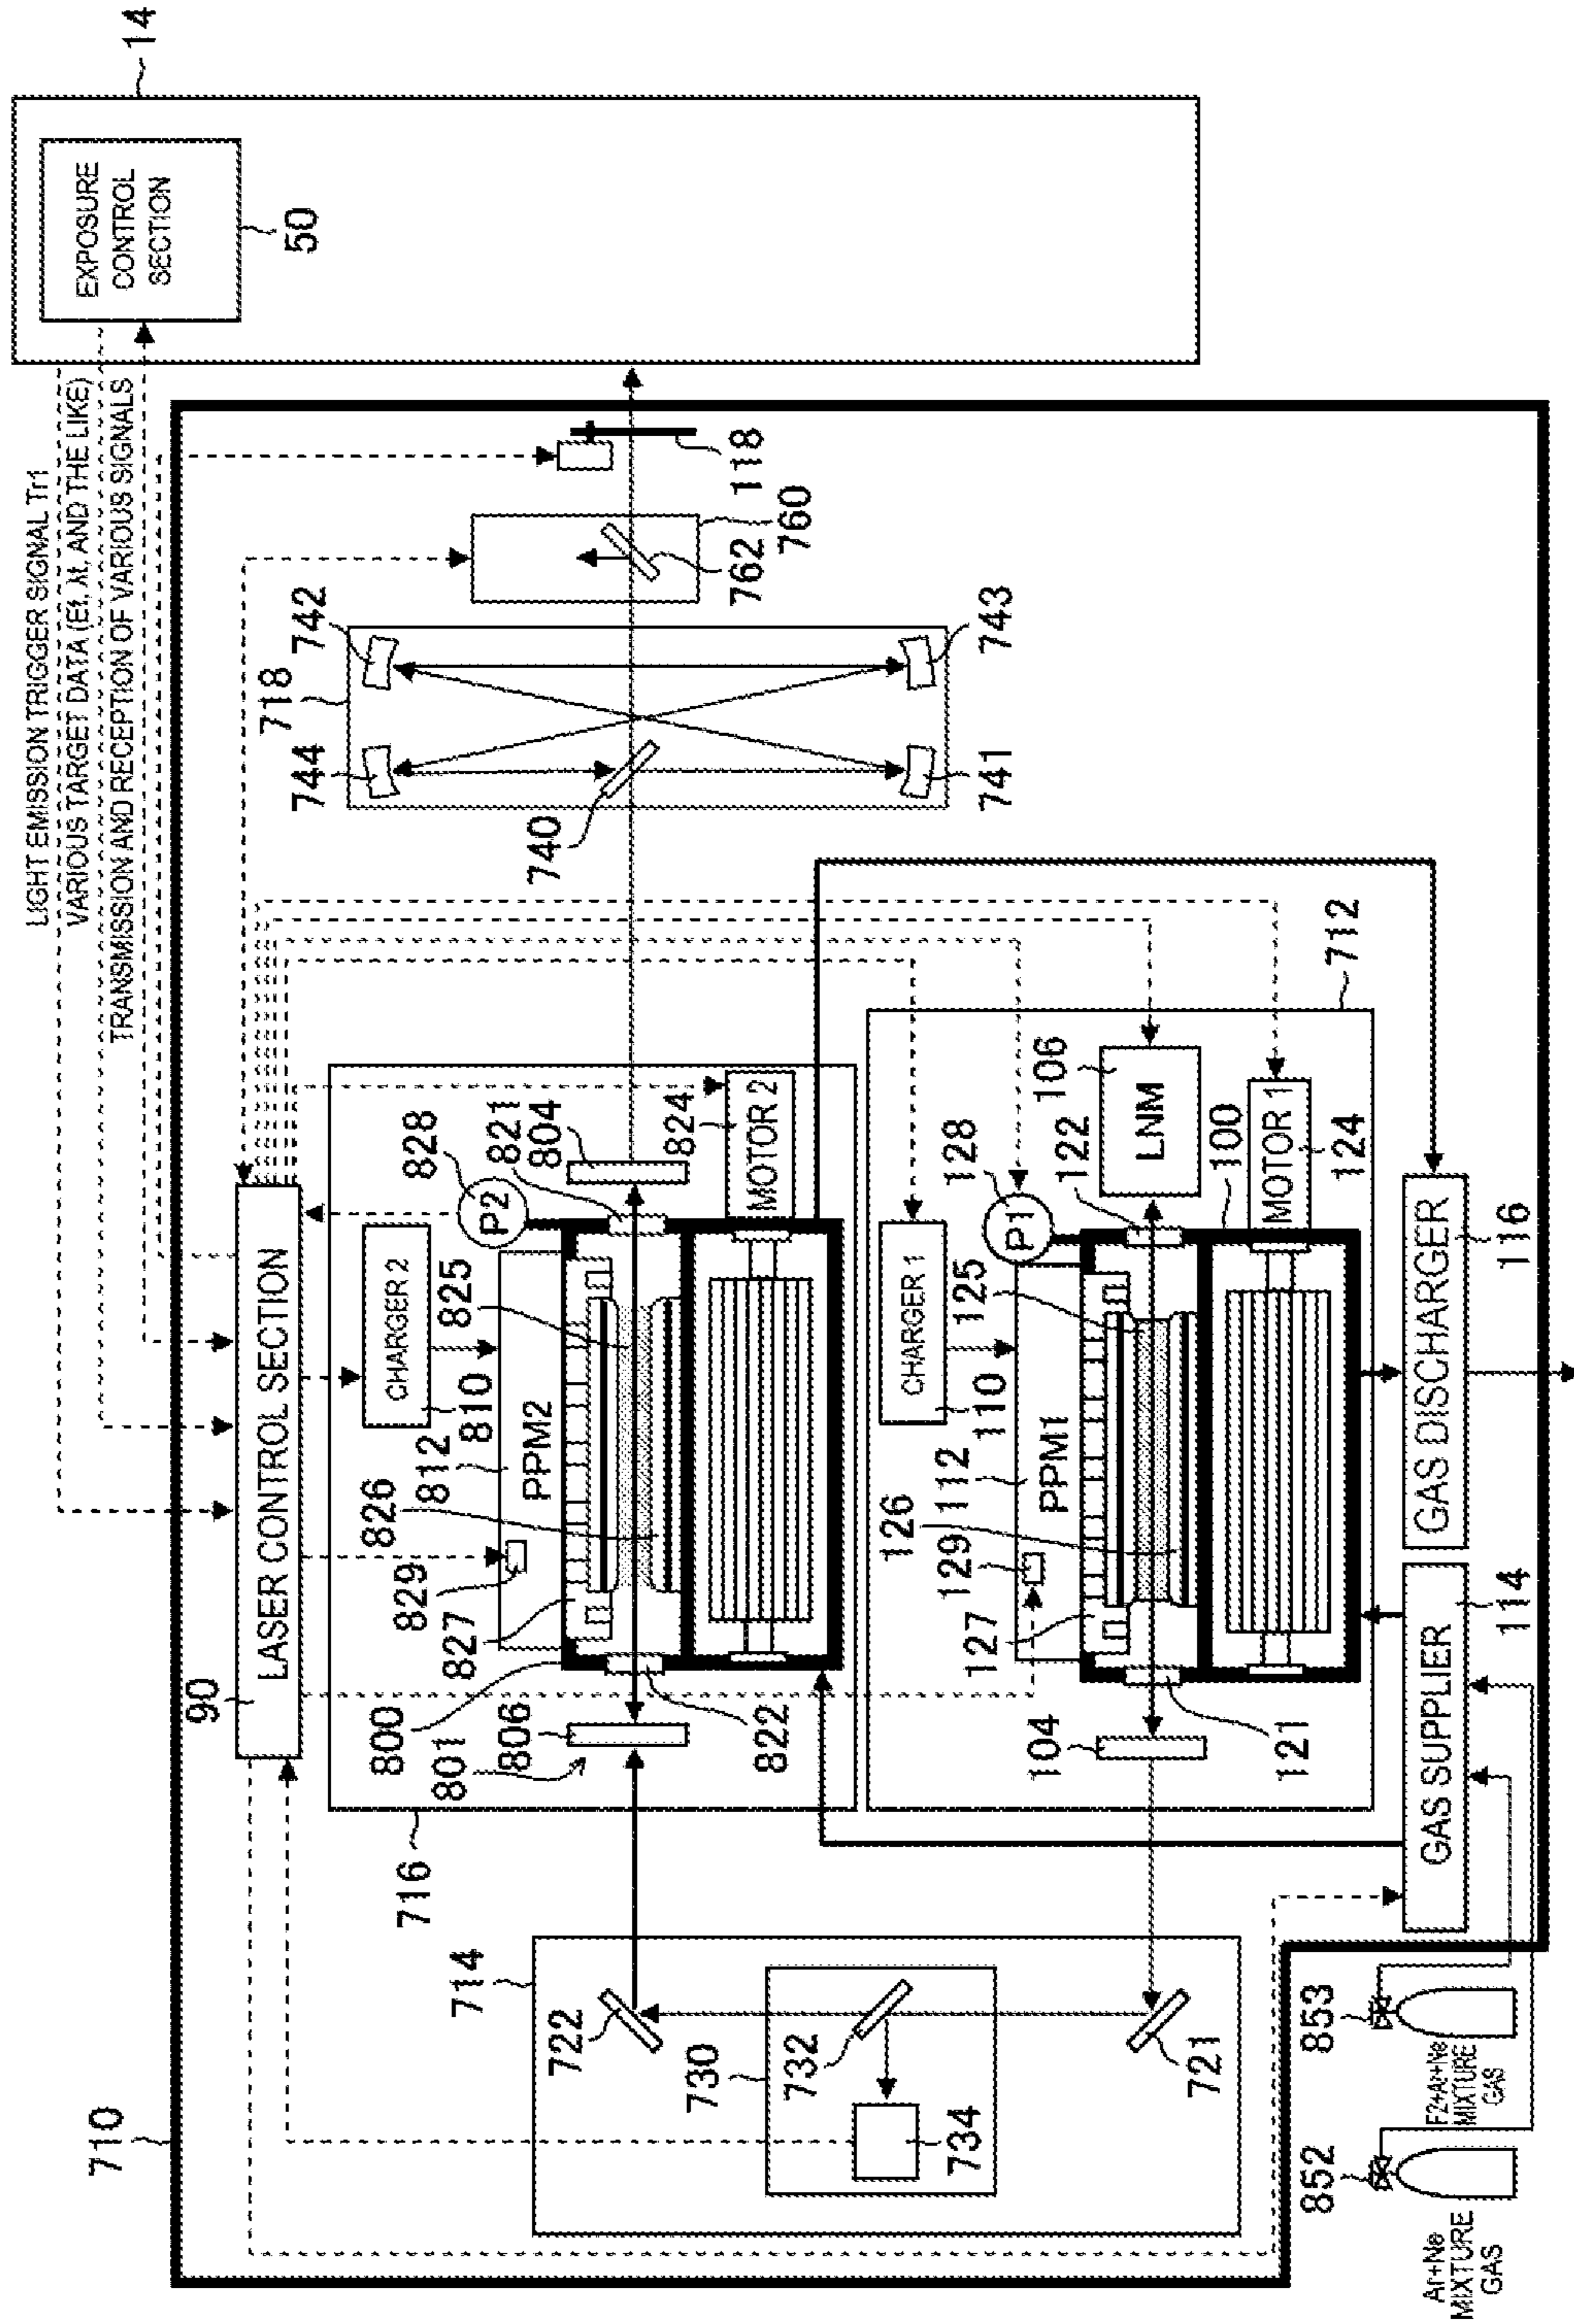 14
EXPOSURE
CONTROL
SECTION
50
LIGHT EMISSION TRIGGER SIGNAL Tr1
VARIOUS TARGET DATA (Et, λt, AND THE LIKE)
TRANSMISSION AND RECEPTION OF VARIOUS SIGNALS
710
90
LASER CONTROL SECTION
118
760
762
718
742
743
744
741
740
716
CHARGER 2
810
812
PPM2
P2
828
821
804
825
826
829
827
800
801
806
822
824
MOTOR 2
712
CHARGER 1
110
112
PPM1
P1
128
122
106
LNM
125
126
129
127
104
121
100
MOTOR 1
124
714
722
730
732
734
721
GAS DISCHARGER
116
GAS SUPPLIER
114
853
F2+Ar+Ne
MIXTURE
GAS
852
Ar+Ne
MIXTURE
GAS